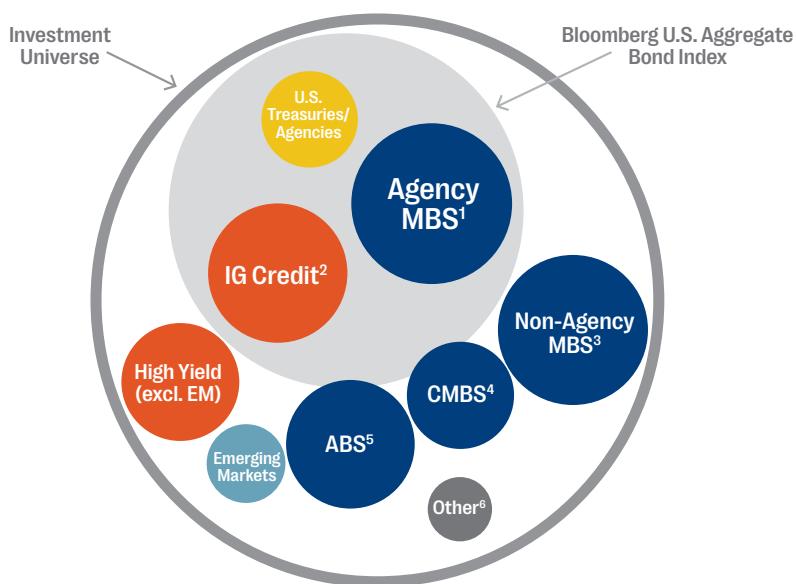 Investment
Universe
Bloomberg U.S. Aggregate
Bond Index
U.S.
Treasuries/
Agencies
Agency
MBS¹
IG Credit²
Non-Agency
MBS³
High Yield
(excl. EM)
CMBS⁴
ABS⁵
Emerging
Markets
Other⁶